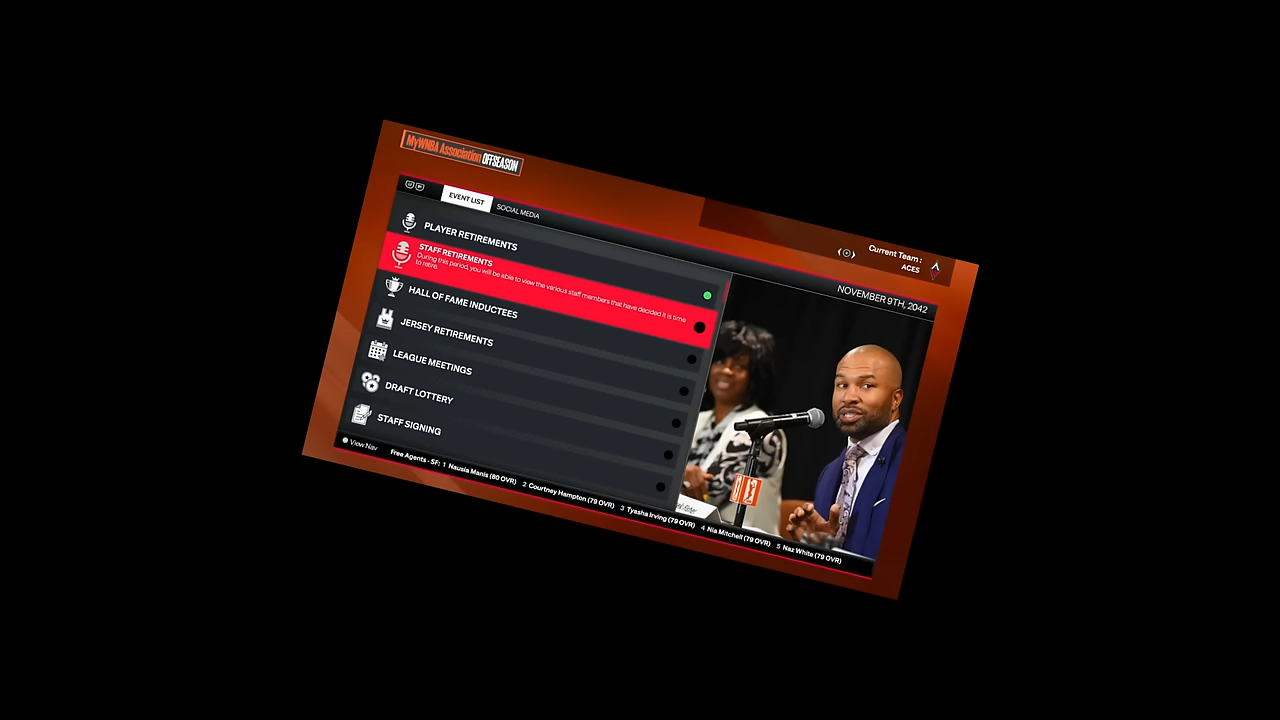 MyWNBA Association OFFSEASON
EVENT LIST
SOCIAL MEDIA
Current Team :
ACES
NOVEMBER 9TH, 2042
PLAYER RETIREMENTS
STAFF RETIREMENTS
During this period, you will be able to view the various staff members that have decided it is time
to retire.
HALL OF FAME INDUCTEES
JERSEY RETIREMENTS
LEAGUE MEETINGS
DRAFT LOTTERY
STAFF SIGNING
View Nav
Free Agents - SF: 1 Nausia Manis (80 OVR) 2 Courtney Hampton (79 OVR) 3 Tyasha Irving (79 OVR) 4 Nia Mitchell (79 OVR) 5 Naz White (79 OVR)